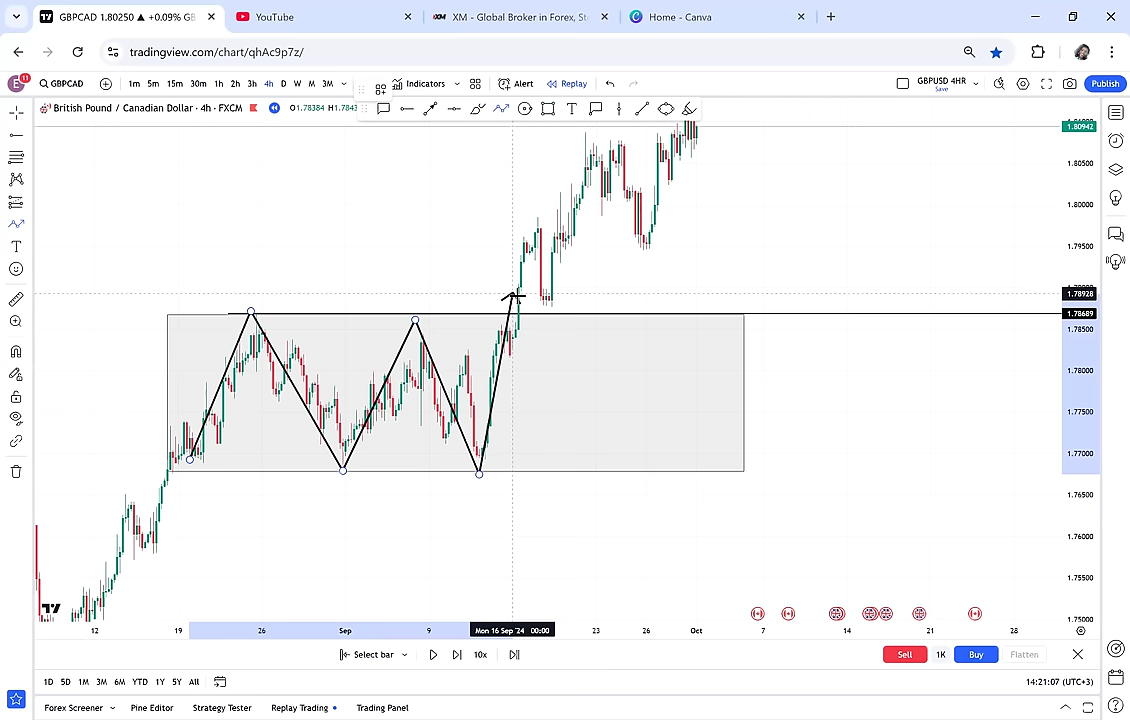 GBPCAD 1.80250 ▲ +0.09% GB
YouTube
XM - Global Broker in Forex, St
Home - Canva
tradingview.com/chart/qhAc9p7z/
E 11
GBPCAD
1m 5m 15m 30m 1h 2h 3h 4h D W M 3M
Indicators
Alert
Replay
GBPUSD 4HR
Save
Publish
British Pound / Canadian Dollar · 4h · FXCM
O1.78384 H1.7843
1.80942
1.80500
1.80000
1.79500
1.78928
1.78689
1.78500
1.78000
1.77500
1.77000
1.76500
1.76000
1.75500
1.75000
12 19 26 Sep 9 Mon 16 Sep '24 00:00 23 26 Oct 7 14 21 28
Select bar
10x
Sell
1K
Buy
Flatten
1D 5D 1M 3M 6M YTD 1Y 5Y All
14:21:07 (UTC+3)
Forex Screener
Pine Editor
Strategy Tester
Replay Trading
Trading Panel